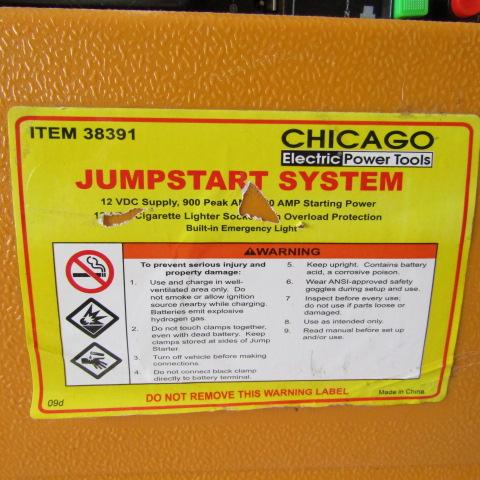 ITEM 38391
CHICAGO
Electric Power Tools
JUMPSTART SYSTEM
12 VDC Supply, 900 Peak AMP Starting Power
Cigarette Lighter Overload Protection
Built-in Emergency Light
WARNING
To prevent serious injury and
property damage:
1. Use and charge in well-
ventilated area only. Do
not smoke or allow ignition
source nearby while charging.
Batteries emit explosive
hydrogen gas.
2. Do not touch clamps together,
even with dead battery. Keep
clamps stored at sides of Jump
Starter.
3. Turn off vehicle before making
connections.
4. Do not connect black clamp
directly to battery terminal.
5. Keep upright. Contains battery
acid, a corrosive poison.
6. Wear ANSI-approved safety
goggles during setup and use.
7. Inspect before every use;
do not use if parts loose or
damaged.
8. Use as intended only.
9. Read manual before set up
and/or use.
DO NOT REMOVE THIS WARNING LABEL
Made in China
09d